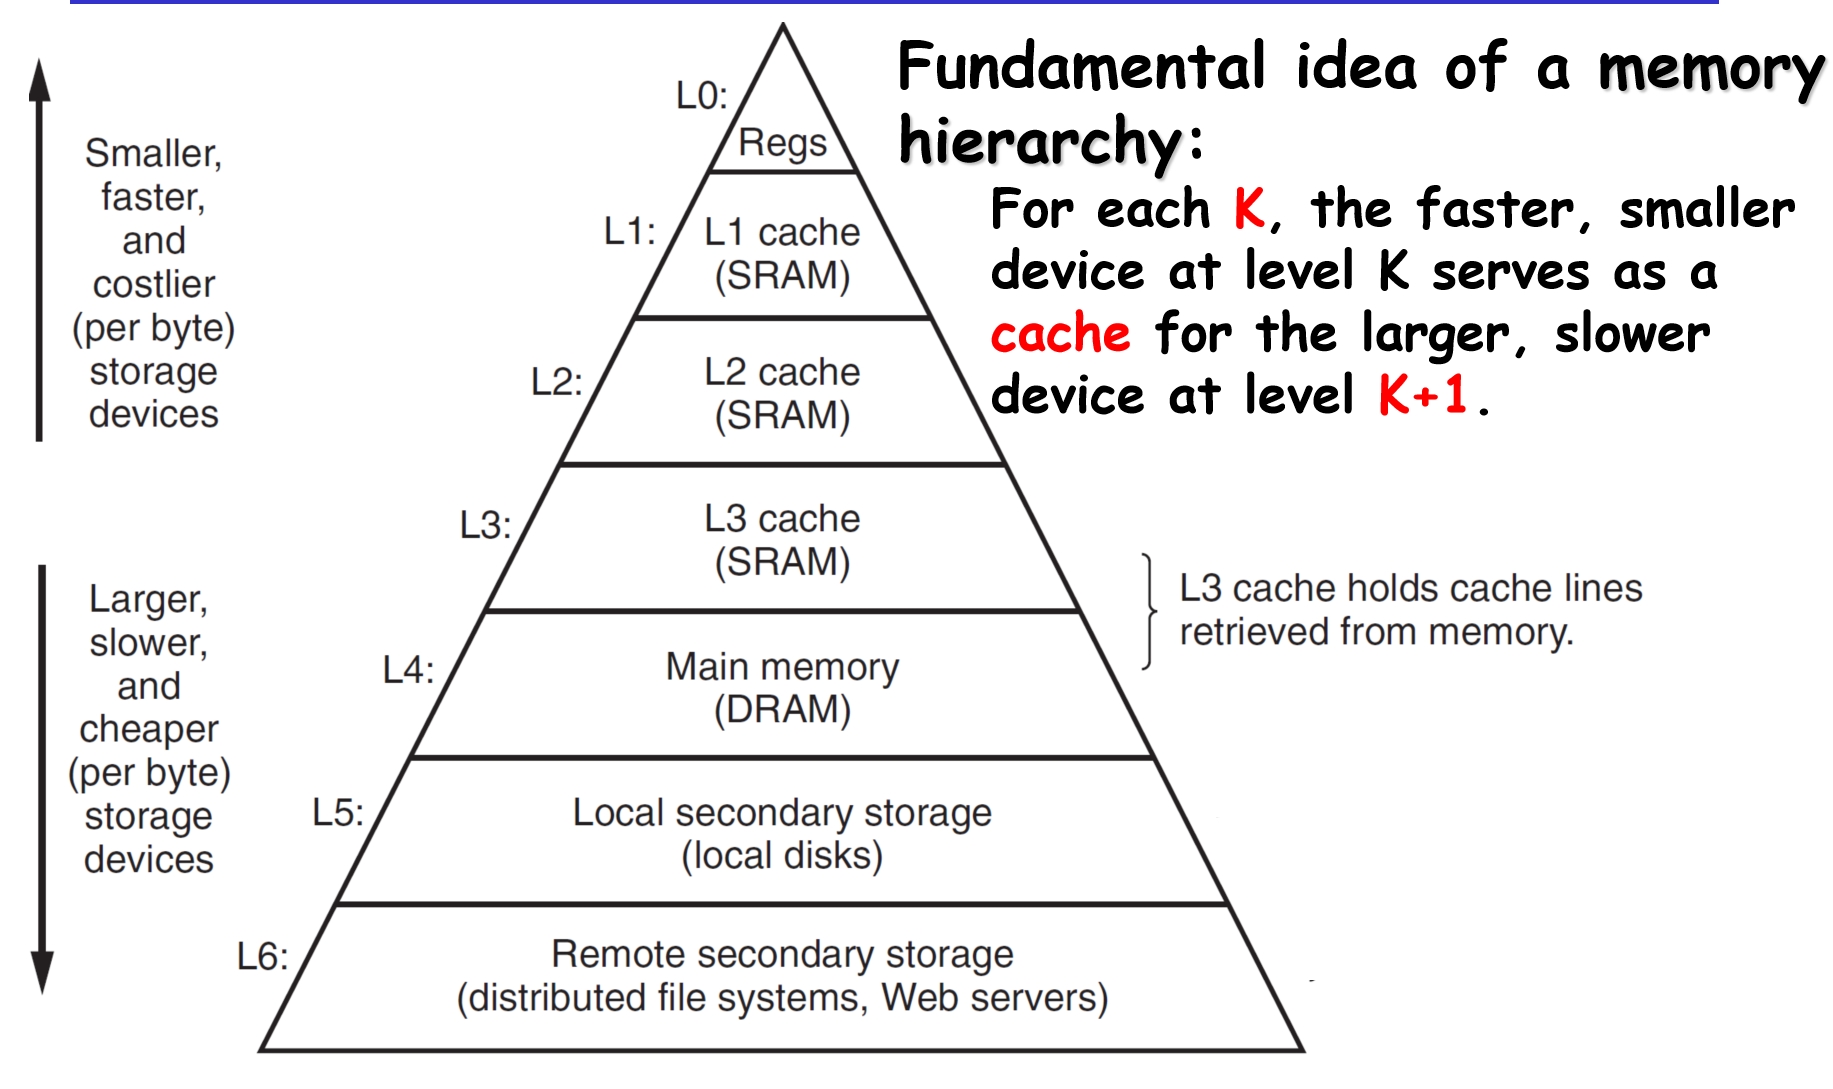 Fundamental idea of a memory
hierarchy:
For each K, the faster, smaller
device at level K serves as a
cache for the larger, slower
device at level K+1.
Smaller,
faster,
and
costlier
(per byte)
storage
devices
Larger,
slower,
and
cheaper
(per byte)
storage
devices
L0:
Regs
L1:
L1 cache
(SRAM)
L2:
L2 cache
(SRAM)
L3:
L3 cache
(SRAM)
L3 cache holds cache lines
retrieved from memory.
L4:
Main memory
(DRAM)
L5:
Local secondary storage
(local disks)
L6:
Remote secondary storage
(distributed file systems, Web servers)